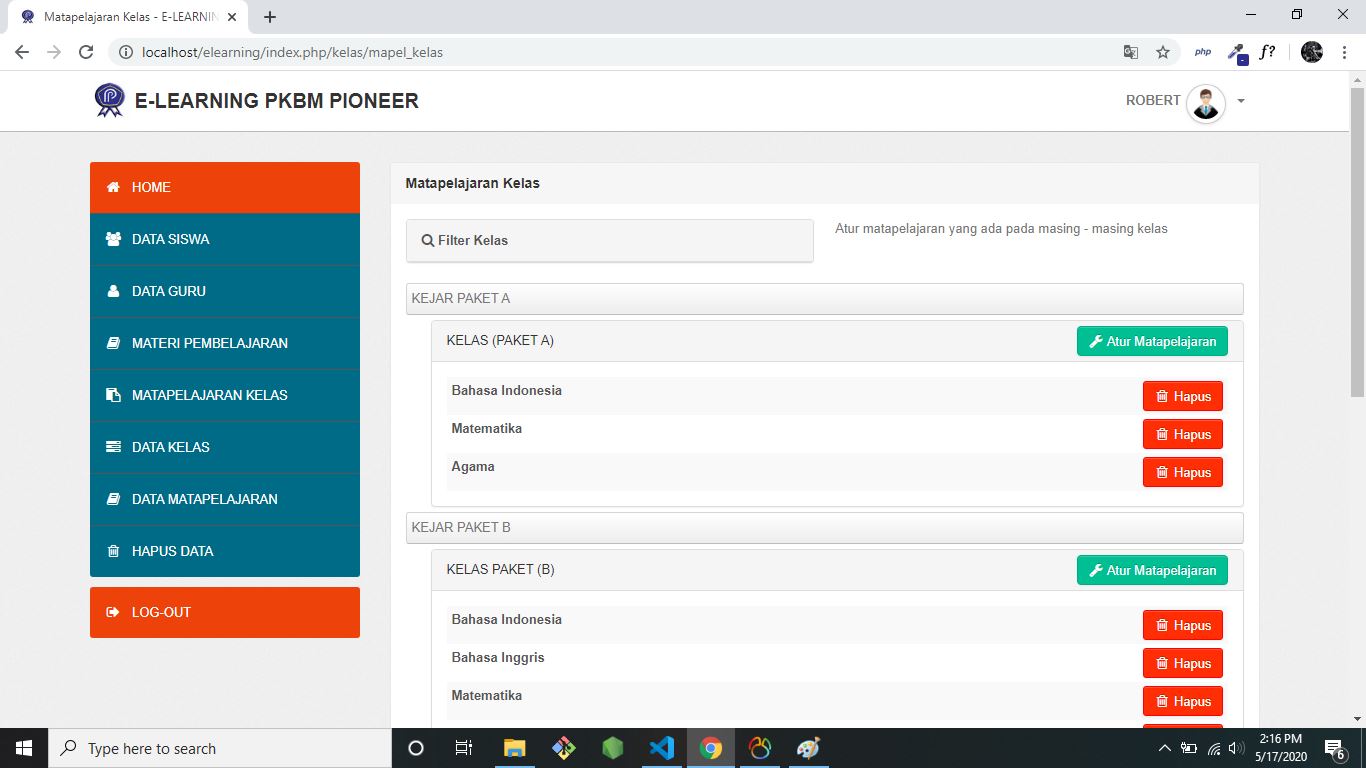 Matapelajaran Kelas - E-LEARNIN
localhost/elearning/index.php/kelas/mapel_kelas
php
f?
E-LEARNING PKBM PIONEER
ROBERT
HOME
DATA SISWA
DATA GURU
MATERI PEMBELAJARAN
MATAPELAJARAN KELAS
DATA KELAS
DATA MATAPELAJARAN
HAPUS DATA
LOG-OUT
Matapelajaran Kelas
Filter Kelas
Atur matapelajaran yang ada pada masing - masing kelas
KEJAR PAKET A
KELAS (PAKET A)
Atur Matapelajaran
Bahasa Indonesia
Hapus
Matematika
Hapus
Agama
Hapus
KEJAR PAKET B
KELAS PAKET (B)
Atur Matapelajaran
Bahasa Indonesia
Hapus
Bahasa Inggris
Hapus
Matematika
Hapus
Type here to search
2:16 PM
5/17/2020
6